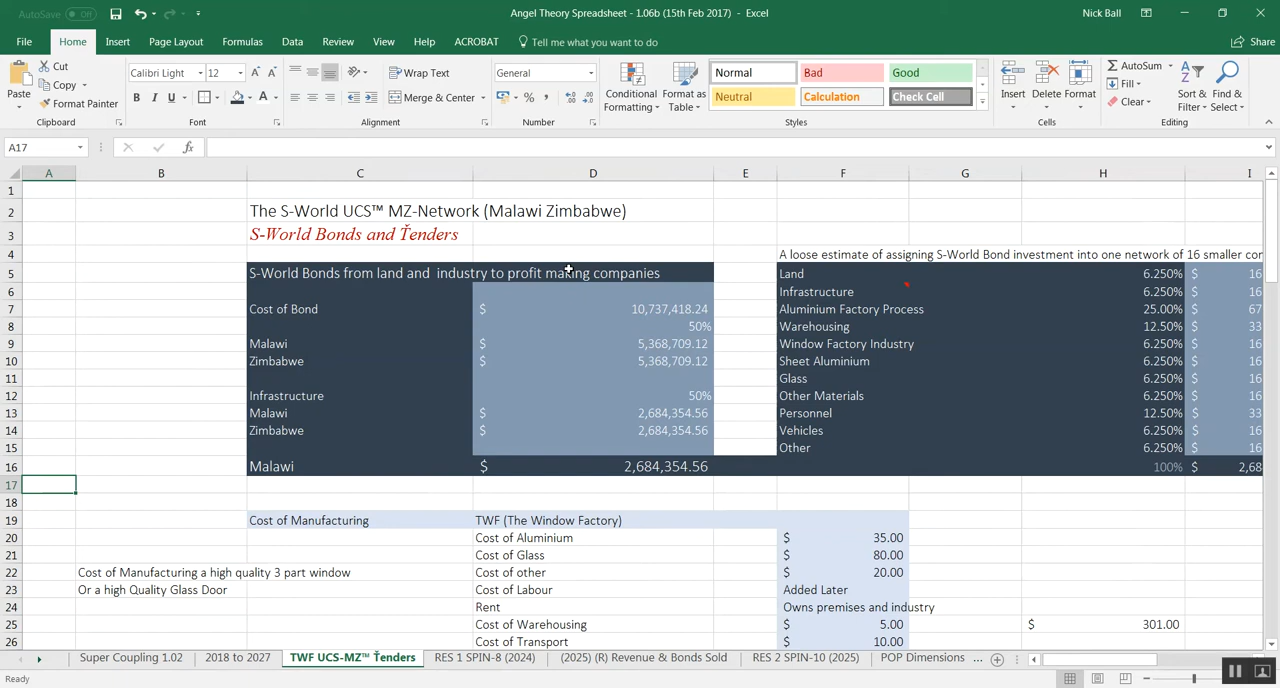 AutoSave Off
Angel Theory Spreadsheet - 1.06b (15th Feb 2017) - Excel
Nick Ball
File Home Insert Page Layout Formulas Data Review View Help ACROBAT Tell me what you want to do Share
Paste
Cut
Copy
Format Painter
Clipboard
Calibri Light 12
B I U
Font
Wrap Text
Merge & Center
Alignment
General
Number
Conditional Formatting
Format as Table
Normal Bad Good
Neutral Calculation Check Cell
Styles
Insert Delete Format
Cells
AutoSum
Fill
Clear
Sort & Filter
Find & Select
Editing
A17 fx
A B C D E F G H I
1
2 The S-World UCS™ MZ-Network (Malawi Zimbabwe)
3 S-World Bonds and Ťenders
4 A loose estimate of assigning S-World Bond investment into one network of 16 smaller
5 S-World Bonds from land and industry to profit making companies Land 6.250% $ 16
6 Infrastructure 6.250% $ 16
7 Cost of Bond $ 10,737,418.24 Aluminium Factory Process 25.00% $ 67
8 50% Warehousing 12.50% $ 33
9 Malawi $ 5,368,709.12 Window Factory Industry 6.250% $ 16
10 Zimbabwe $ 5,368,709.12 Sheet Aluminium 6.250% $ 16
11 Glass 6.250% $ 16
12 Infrastructure 50% Other Materials 6.250% $ 16
13 Malawi $ 2,684,354.56 Personnel 12.50% $ 33
14 Zimbabwe $ 2,684,354.56 Vehicles 6.250% $ 16
15 Other 6.250% $ 16
16 Malawi $ 2,684,354.56 100% $ 2,68
17
18
19 Cost of Manufacturing TWF (The Window Factory)
20 Cost of Aluminium $ 35.00
21 Cost of Glass $ 80.00
22 Cost of Manufacturing a high quality 3 part window Cost of other $ 20.00
23 Or a high Quality Glass Door Cost of Labour Added Later
24 Rent Owns premises and industry
25 Cost of Warehousing $ 5.00 $ 301.00
26 Cost of Transport $ 10.00
Super Coupling 1.02 2018 to 2027 TWF UCS-MZ™ Ťenders RES 1 SPIN-8 (2024) (2025) (R) Revenue & Bonds Sold RES 2 SPIN-10 (2025) POP Dimensions ...
Ready